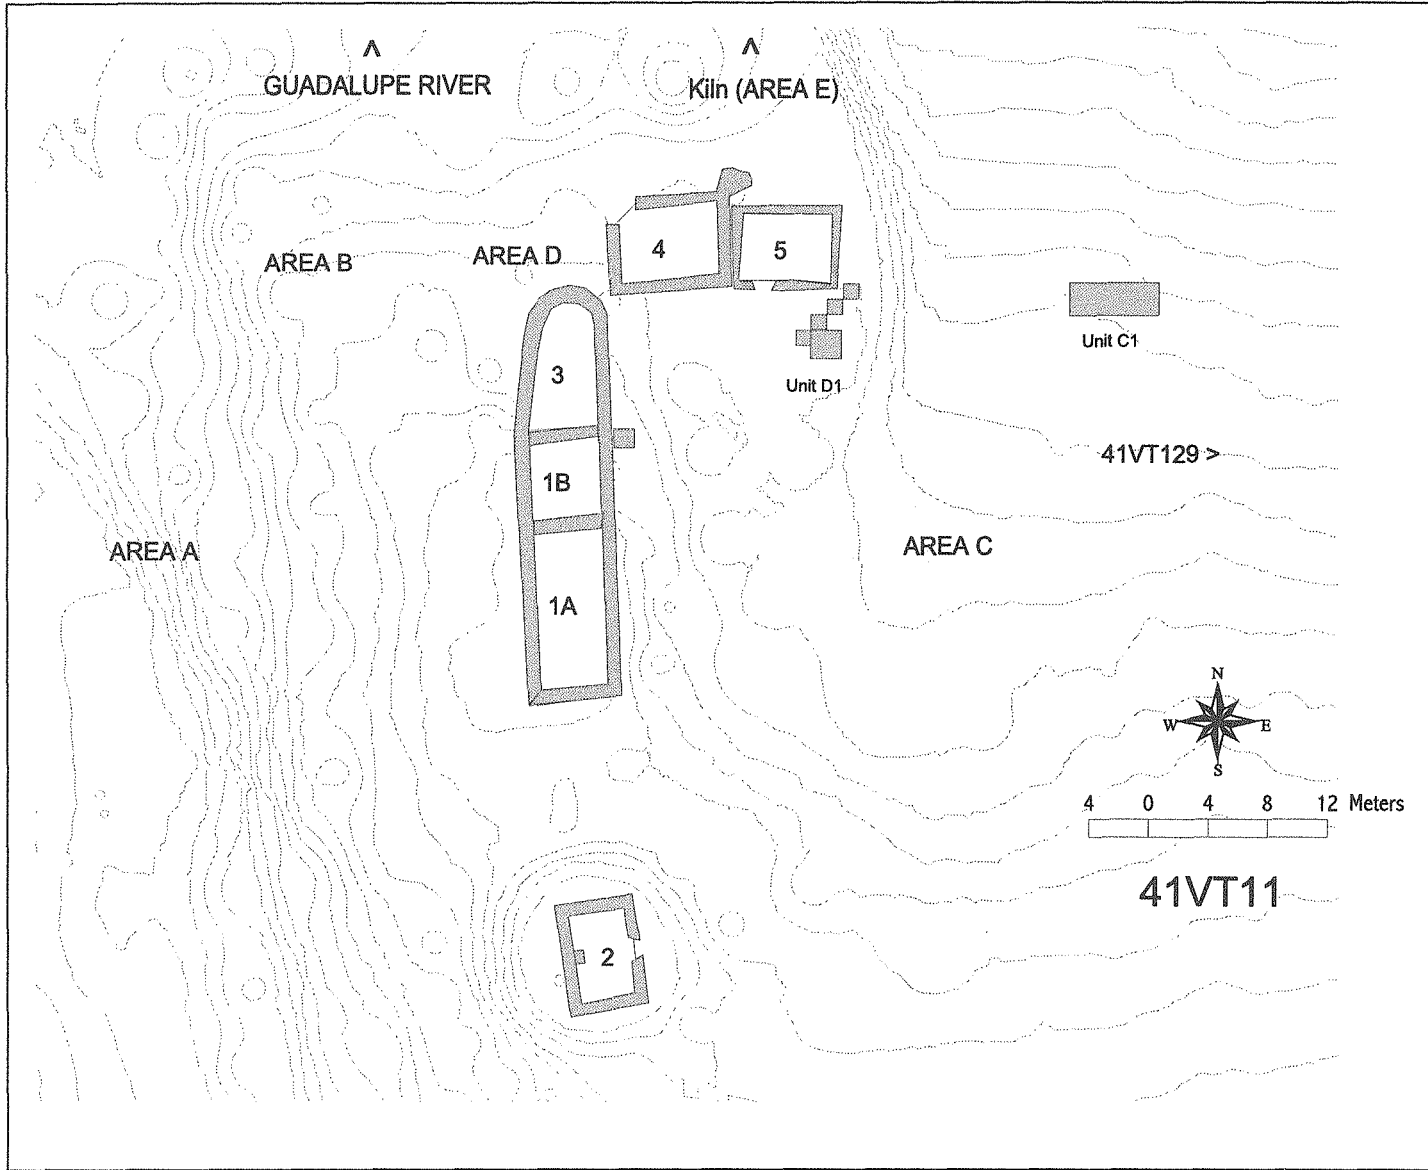 ^ ^
GUADALUPE RIVER Kiln (AREA E)
4 5
AREA B AREA D
Unit C1
3
Unit D1
41VT129 >
1B
AREA A AREA C
1A
N
W E
S
4 0 4 8 12 Meters
41VT11
2